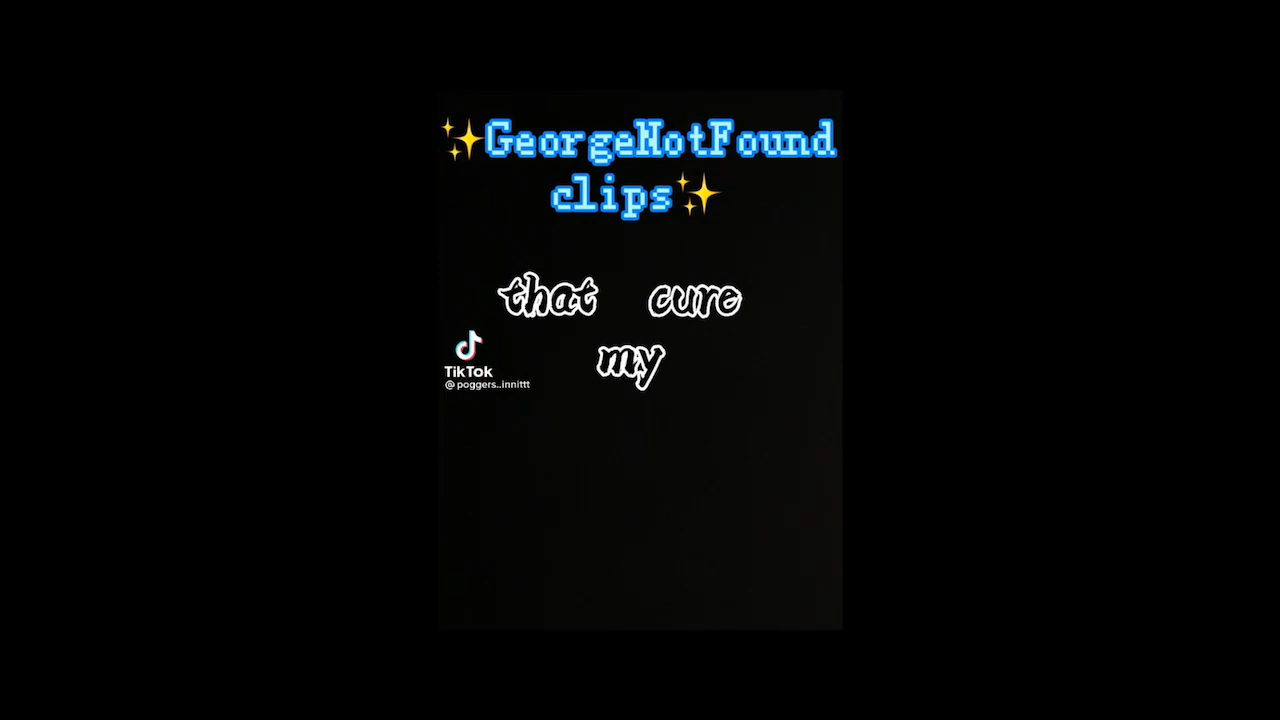 ✨GeorgeNotFound
clips✨
that cure
my
TikTok
@poggers..innittt